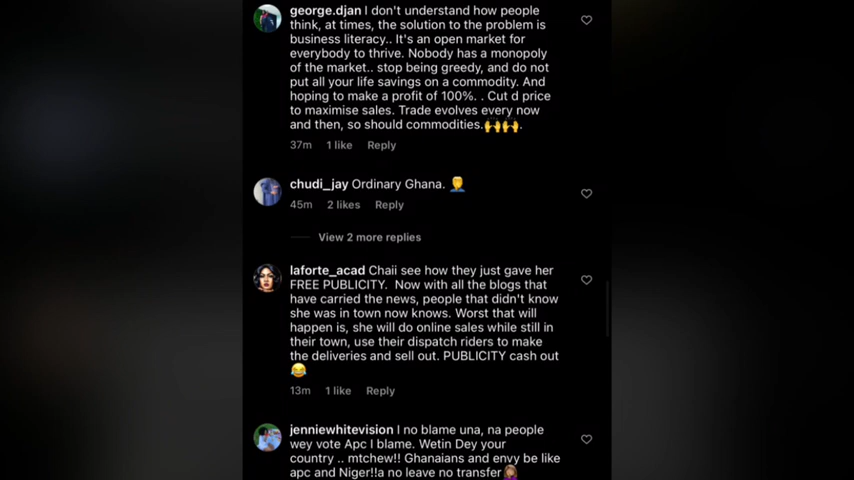 george.djan I don't understand how people
think, at times, the solution to the problem is
business literacy.. It's an open market for
everybody to thrive. Nobody has a monopoly
of the market.. stop being greedy, and do not
put all your life savings on a commodity. And
hoping to make a profit of 100%. . Cut d price
to maximise sales. Trade evolves every now
and then, so should commodities.🙌🙌.
37m 1 like Reply
chudi_jay Ordinary Ghana. 🤦‍♂️
45m 2 likes Reply
View 2 more replies
laforte_acad Chaii see how they just gave her
FREE PUBLICITY. Now with all the blogs that
have carried the news, people that didn't know
she was in town now knows. Worst that will
happen is, she will do online sales while still in
their town, use their dispatch riders to make
the deliveries and sell out. PUBLICITY cash out
😂
13m 1 like Reply
jenniewhitevision I no blame una, na people
wey vote Apc I blame. Wetin Dey your
country .. mtchew!! Ghanaians and envy be like
apc and Niger!!a no leave no transfer🤦🏽‍♀️